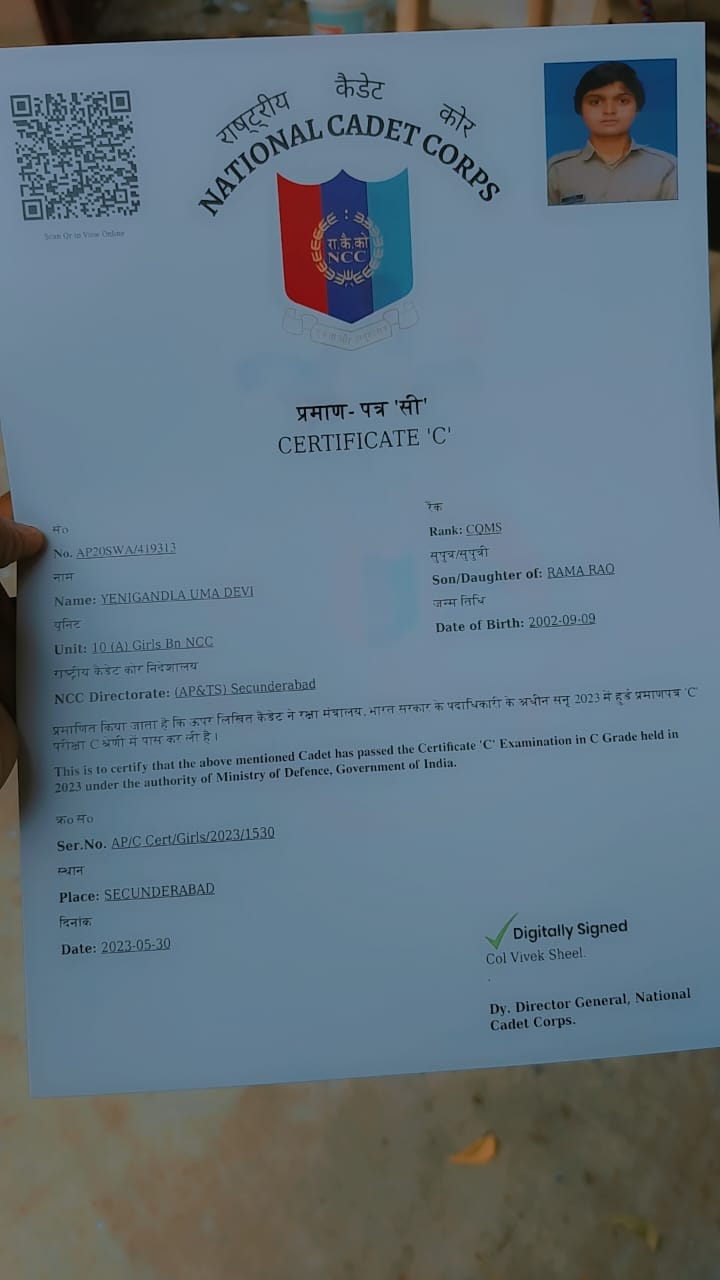 राष्ट्रीय कैडेट कोर
NATIONAL CADET CORPS
Scan Qr to View Online
रा.कै.को
NCC
प्रमाण- पत्र 'सी'
CERTIFICATE 'C'
सं०
No. AP20SWA/419313
नाम
Name: YENIGANDLA UMA DEVI
यूनिट
Unit: 10 (A) Girls Bn NCC
राष्ट्रीय कैडेट कोर निदेशालय
NCC Directorate: (AP&TS) Secunderabad
रैंक
Rank: CQMS
सुपुत्र/सुपुत्री
Son/Daughter of: RAMA RAO
जन्म तिथि
Date of Birth: 2002-09-09
प्रमाणित किया जाता है कि ऊपर लिखित कैडेट ने रक्षा मंत्रालय, भारत सरकार के पदाधिकारी के अधीन सन् 2023 में हुई प्रमाणपत्र 'C'
परीक्षा C श्रेणी में पास कर ली है।
This is to certify that the above mentioned Cadet has passed the Certificate 'C' Examination in C Grade held in
2023 under the authority of Ministry of Defence, Government of India.
क्र० सं०
Ser.No. AP/C Cert/Girls/2023/1530
स्थान
Place: SECUNDERABAD
दिनांक
Date: 2023-05-30
Digitally Signed
Col Vivek Sheel.
.
Dy. Director General, National
Cadet Corps.